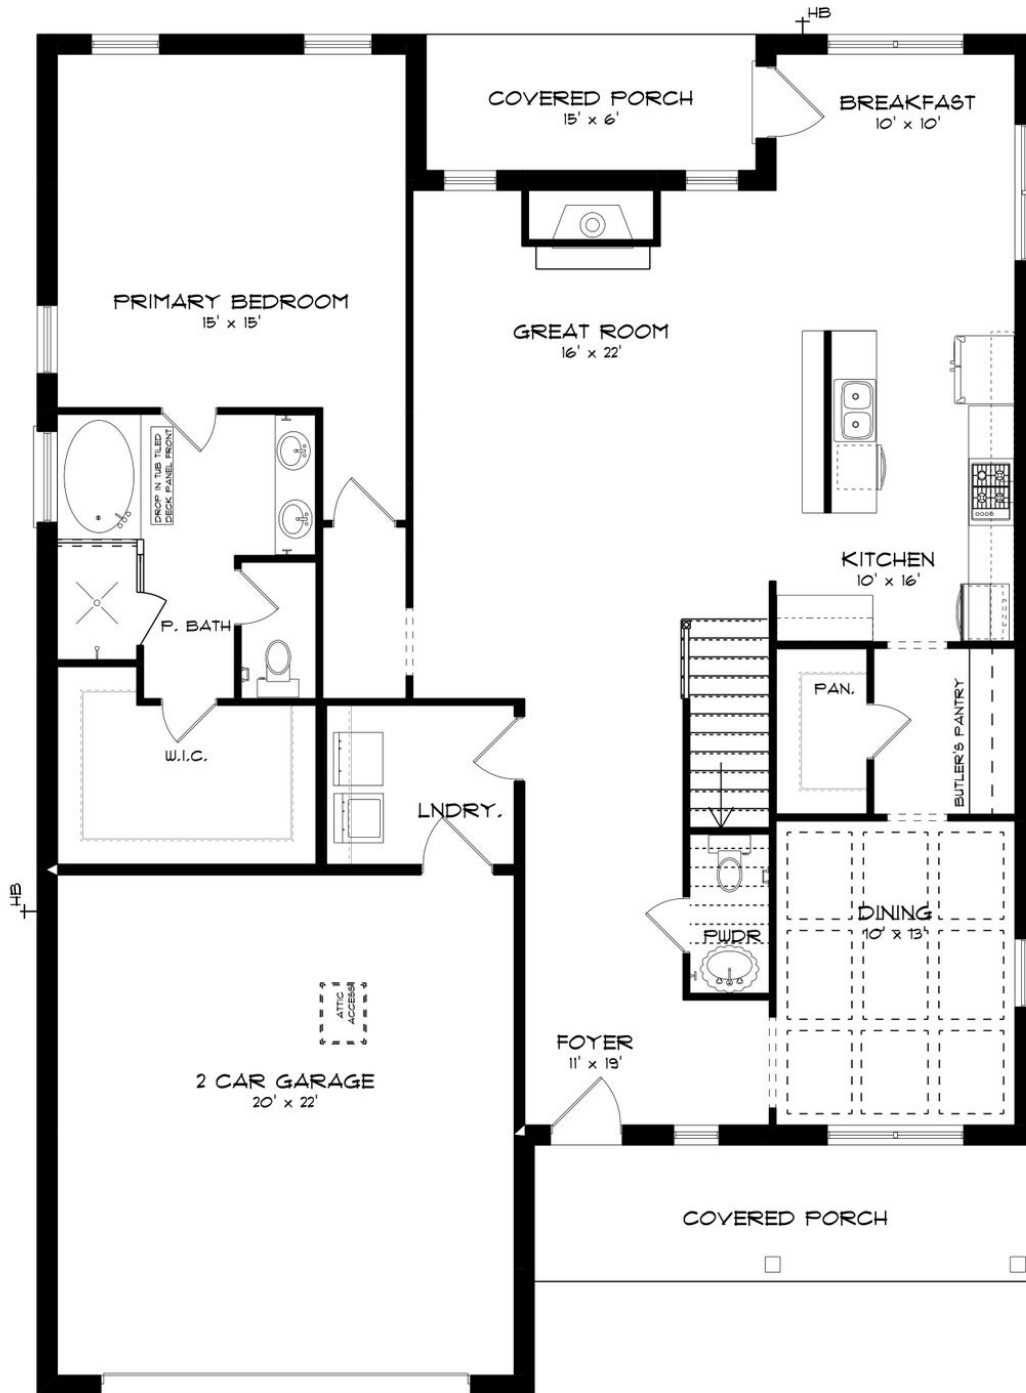 HB
COVERED PORCH
15' x 6'
BREAKFAST
10' x 10'
PRIMARY BEDROOM
15' x 15'
GREAT ROOM
16' x 22'
DROP IN TUB TILED
DECK PANEL FRONT
KITCHEN
10' x 16'
P. BATH
PAN.
BUTLER'S PANTRY
W.I.C.
LNDRY.
HB
DINING
10' x 13'
PWDR
ATTIC
ACCESS
FOYER
11' x 19'
2 CAR GARAGE
20' x 22'
COVERED PORCH